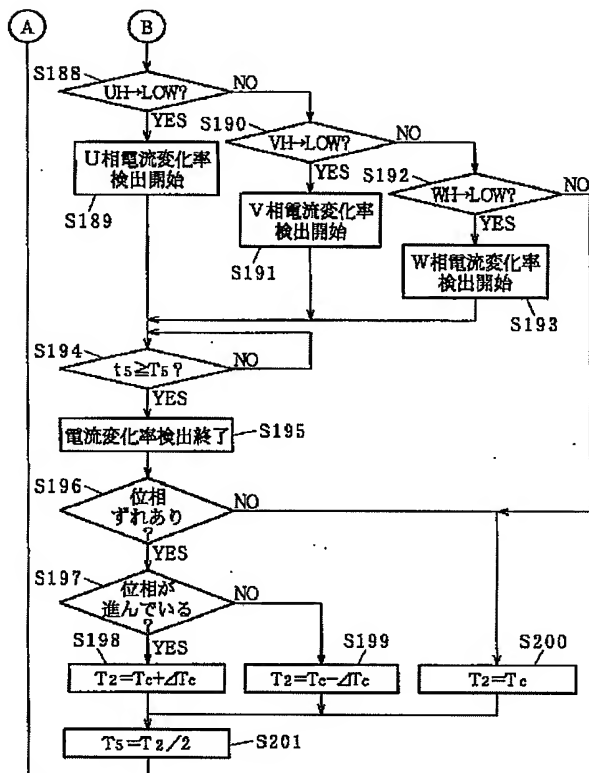 A
B
S188
UH→LOW?
NO
YES
S190
VH→LOW?
NO
YES
S192
WH→LOW?
NO
YES
U相電流変化率
検出開始
S189
V相電流変化率
検出開始
S191
W相電流変化率
検出開始
S193
S194
t5≧T5?
NO
YES
電流変化率検出終了
S195
S196
位相
ずれあり
?
NO
YES
S197
位相が
進んでいる
?
NO
YES
S198
T2=Tc+ΔTc
S199
T2=Tc-ΔTc
S200
T2=Tc
T5=T2/2
S201